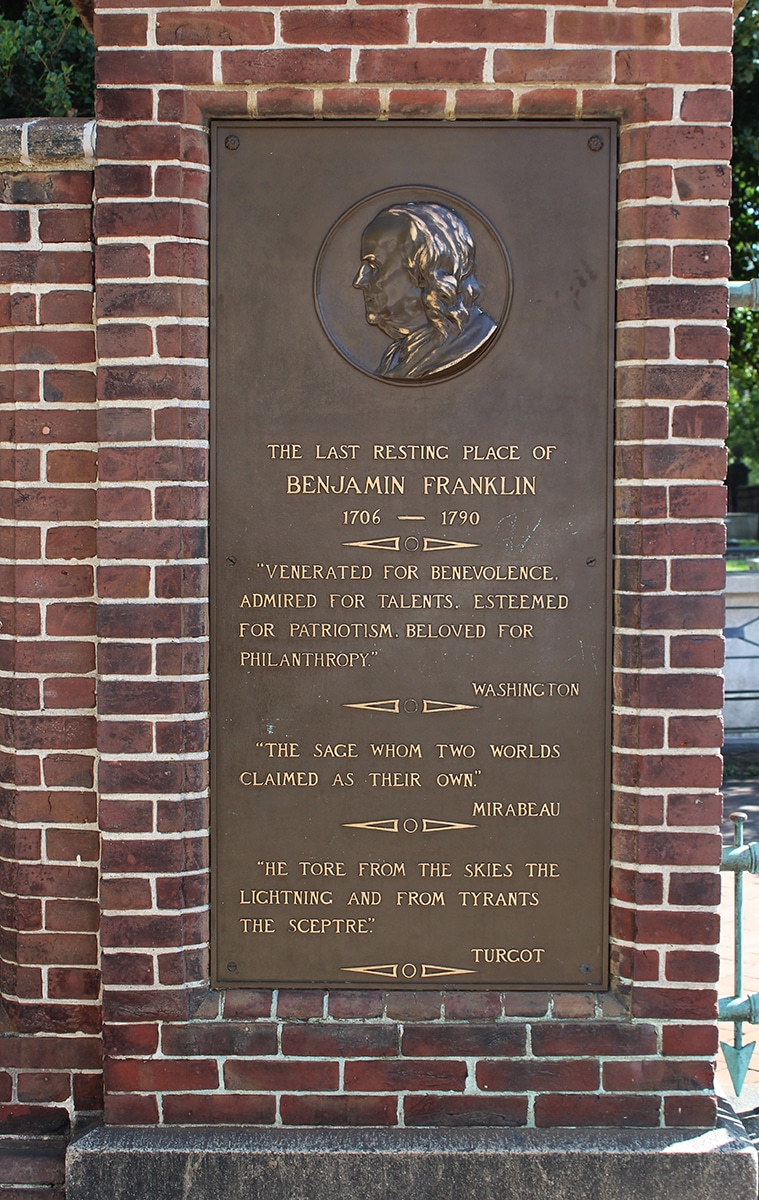 THE LAST RESTING PLACE OF
BENJAMIN FRANKLIN
1706 — 1790
"VENERATED FOR BENEVOLENCE,
ADMIRED FOR TALENTS, ESTEEMED
FOR PATRIOTISM, BELOVED FOR
PHILANTHROPY."
WASHINGTON
"THE SAGE WHOM TWO WORLDS
CLAIMED AS THEIR OWN."
MIRABEAU
"HE TORE FROM THE SKIES THE
LIGHTNING AND FROM TYRANTS
THE SCEPTRE."
TURGOT